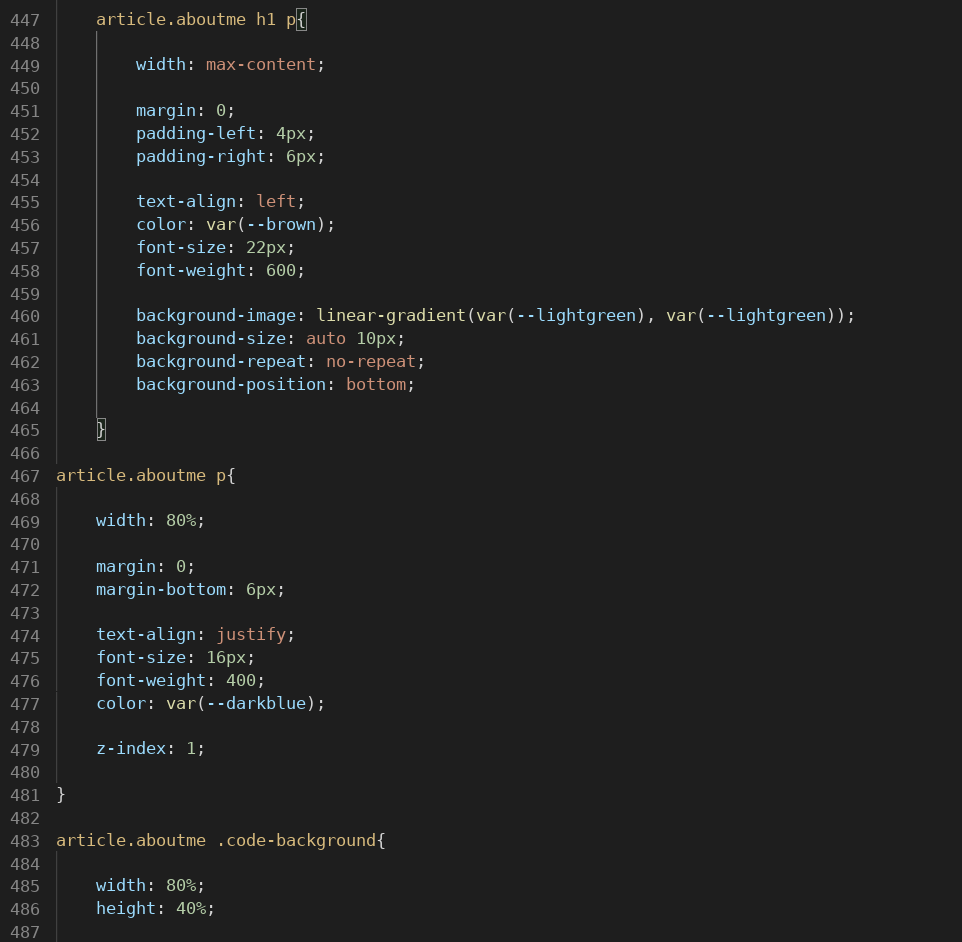 447 article.aboutme h1 p{
448
449 width: max-content;
450
451 margin: 0;
452 padding-left: 4px;
453 padding-right: 6px;
454
455 text-align: left;
456 color: var(--brown);
457 font-size: 22px;
458 font-weight: 600;
459
460 background-image: linear-gradient(var(--lightgreen), var(--lightgreen));
461 background-size: auto 10px;
462 background-repeat: no-repeat;
463 background-position: bottom;
464
465 }
466
467 article.aboutme p{
468
469 width: 80%;
470
471 margin: 0;
472 margin-bottom: 6px;
473
474 text-align: justify;
475 font-size: 16px;
476 font-weight: 400;
477 color: var(--darkblue);
478
479 z-index: 1;
480
481 }
482
483 article.aboutme .code-background{
484
485 width: 80%;
486 height: 40%;
487